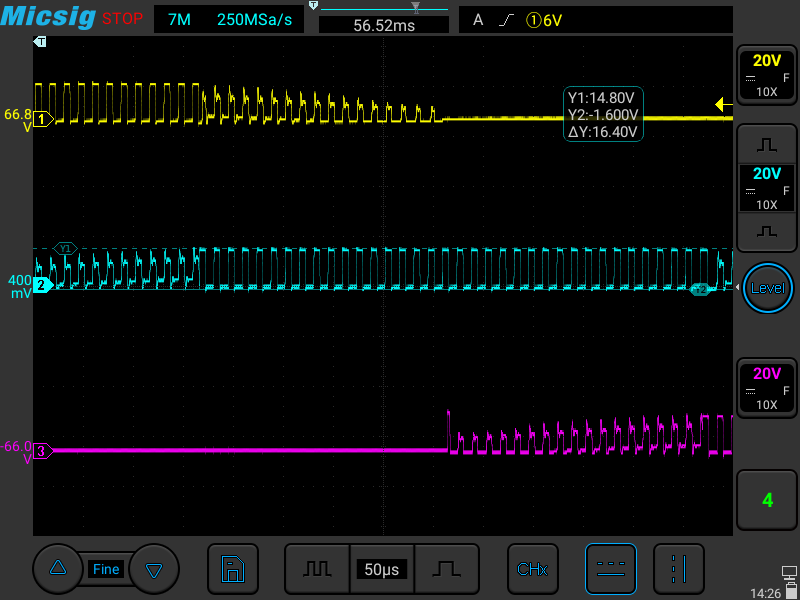 Micsig STOP 7M 250MSa/s T 56.52ms A ①6V
T
20V
F
10X
66.8
V
1
Y1:14.80V
Y2:-1.600V
ΔY:16.40V
20V
F
10X
Y1
400
mV
2
Y2
Level
20V
F
10X
-66.0
V
3
4
Fine
50μs
CHx
14:26